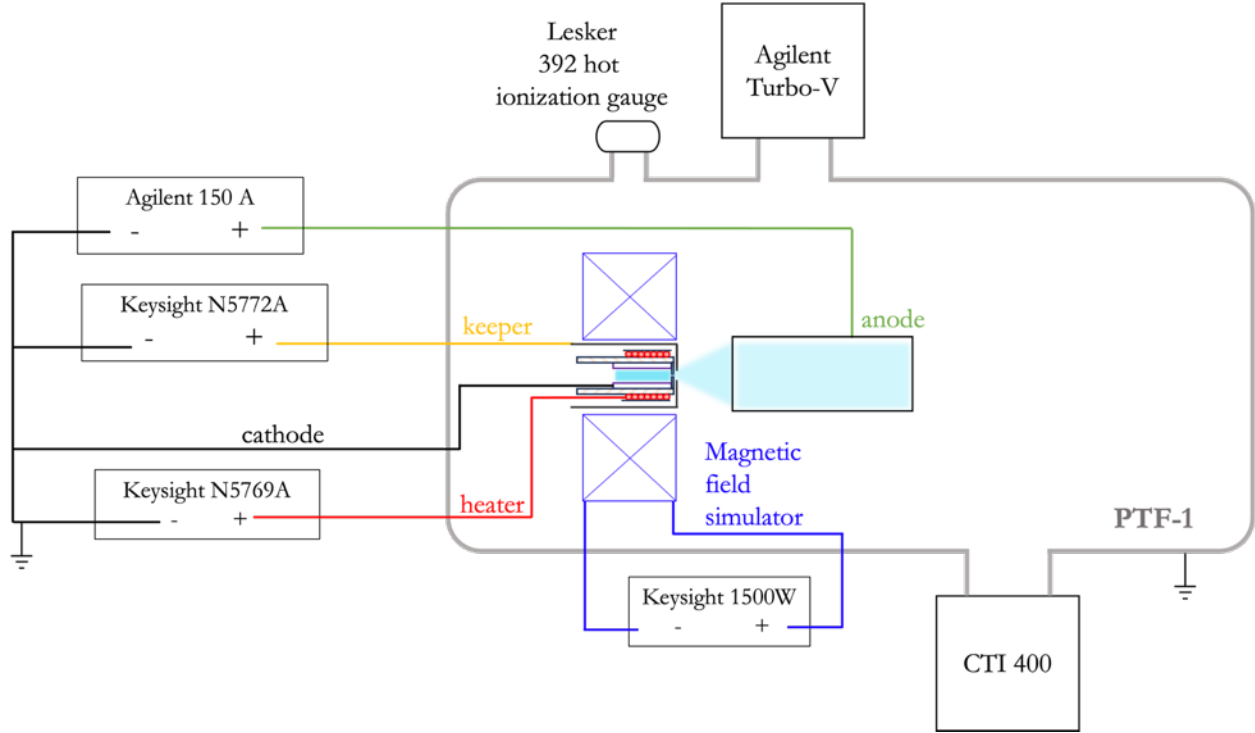 Lesker
392 hot
ionization gauge
Agilent
Turbo-V
Agilent 150 A
- +
Keysight N5772A
- +
keeper
anode
cathode
Keysight N5769A
- +
heater
Magnetic
field
simulator
PTF-1
Keysight 1500W
- +
CTI 400